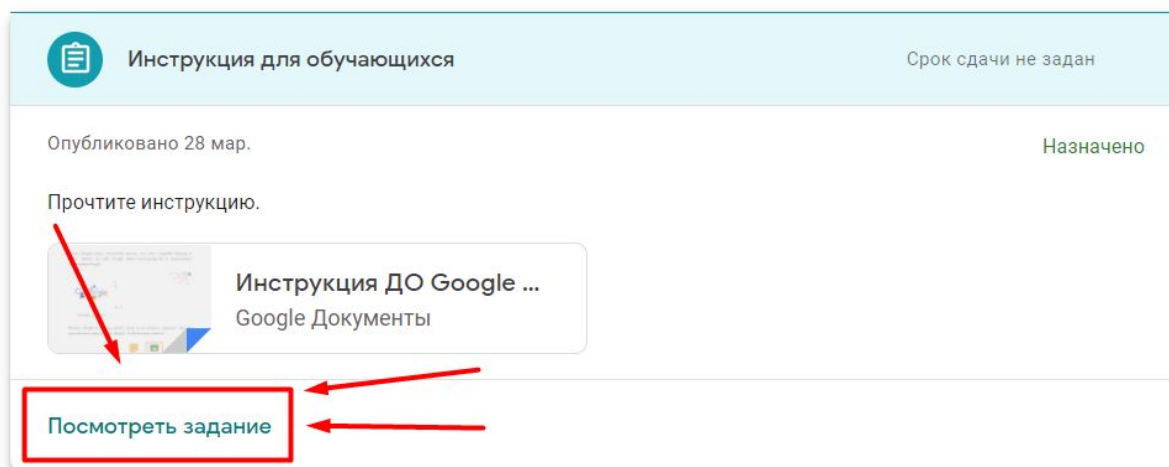 Инструкция для обучающихся
Срок сдачи не задан
Опубликовано 28 мар.
Назначено
Прочтите инструкцию.
Инструкция ДО Google ...
Google Документы
Посмотреть задание